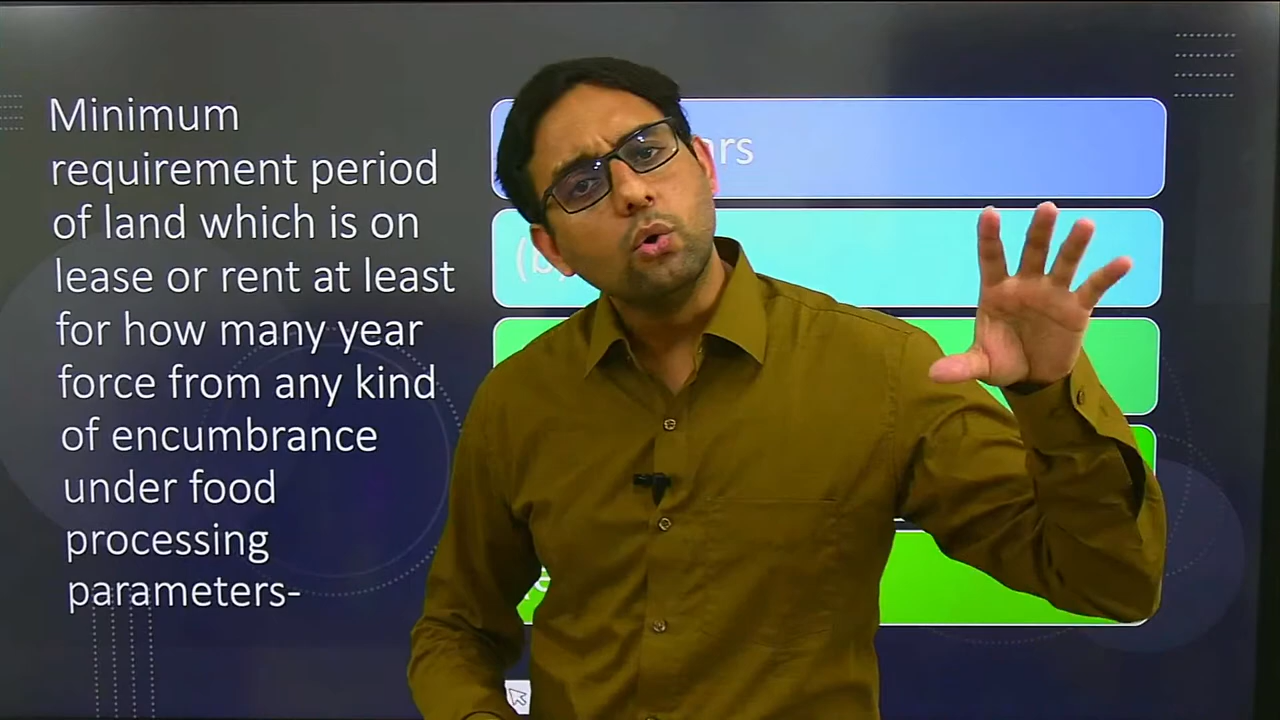 Minimum
requirement period
of land which is on
lease or rent at least
for how many year
force from any kind
of encumbrance
under food
processing
parameters-